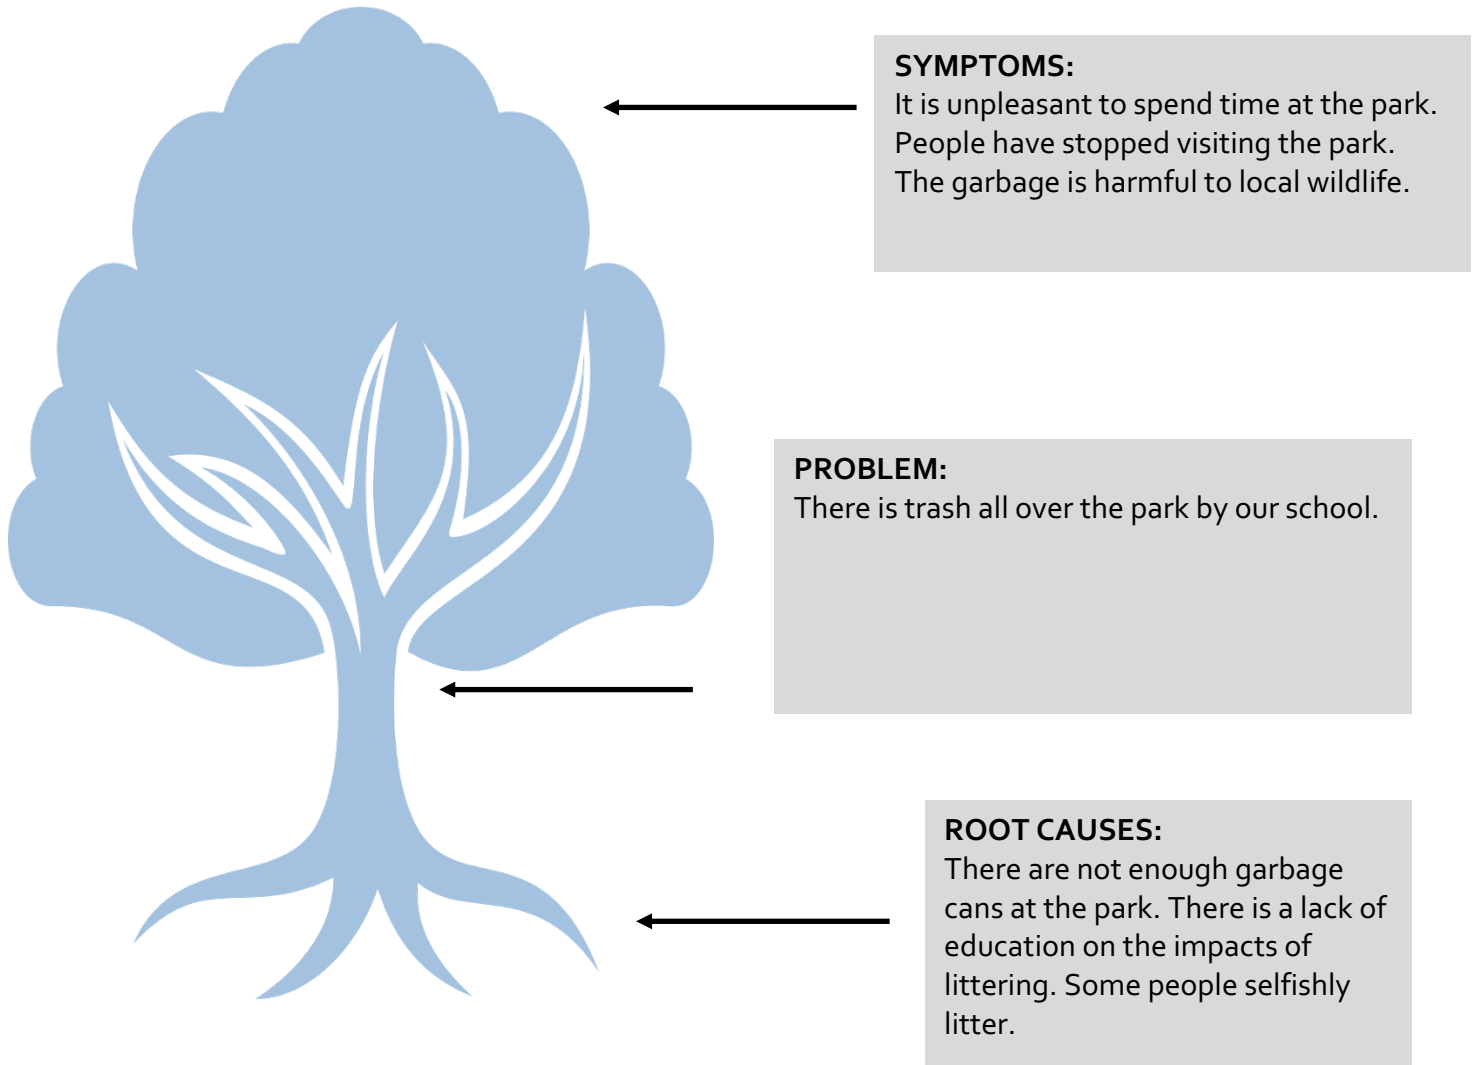 SYMPTOMS:
It is unpleasant to spend time at the park.
People have stopped visiting the park.
The garbage is harmful to local wildlife.
PROBLEM:
There is trash all over the park by our school.
ROOT CAUSES:
There are not enough garbage
cans at the park. There is a lack of
education on the impacts of
littering. Some people selfishly
litter.